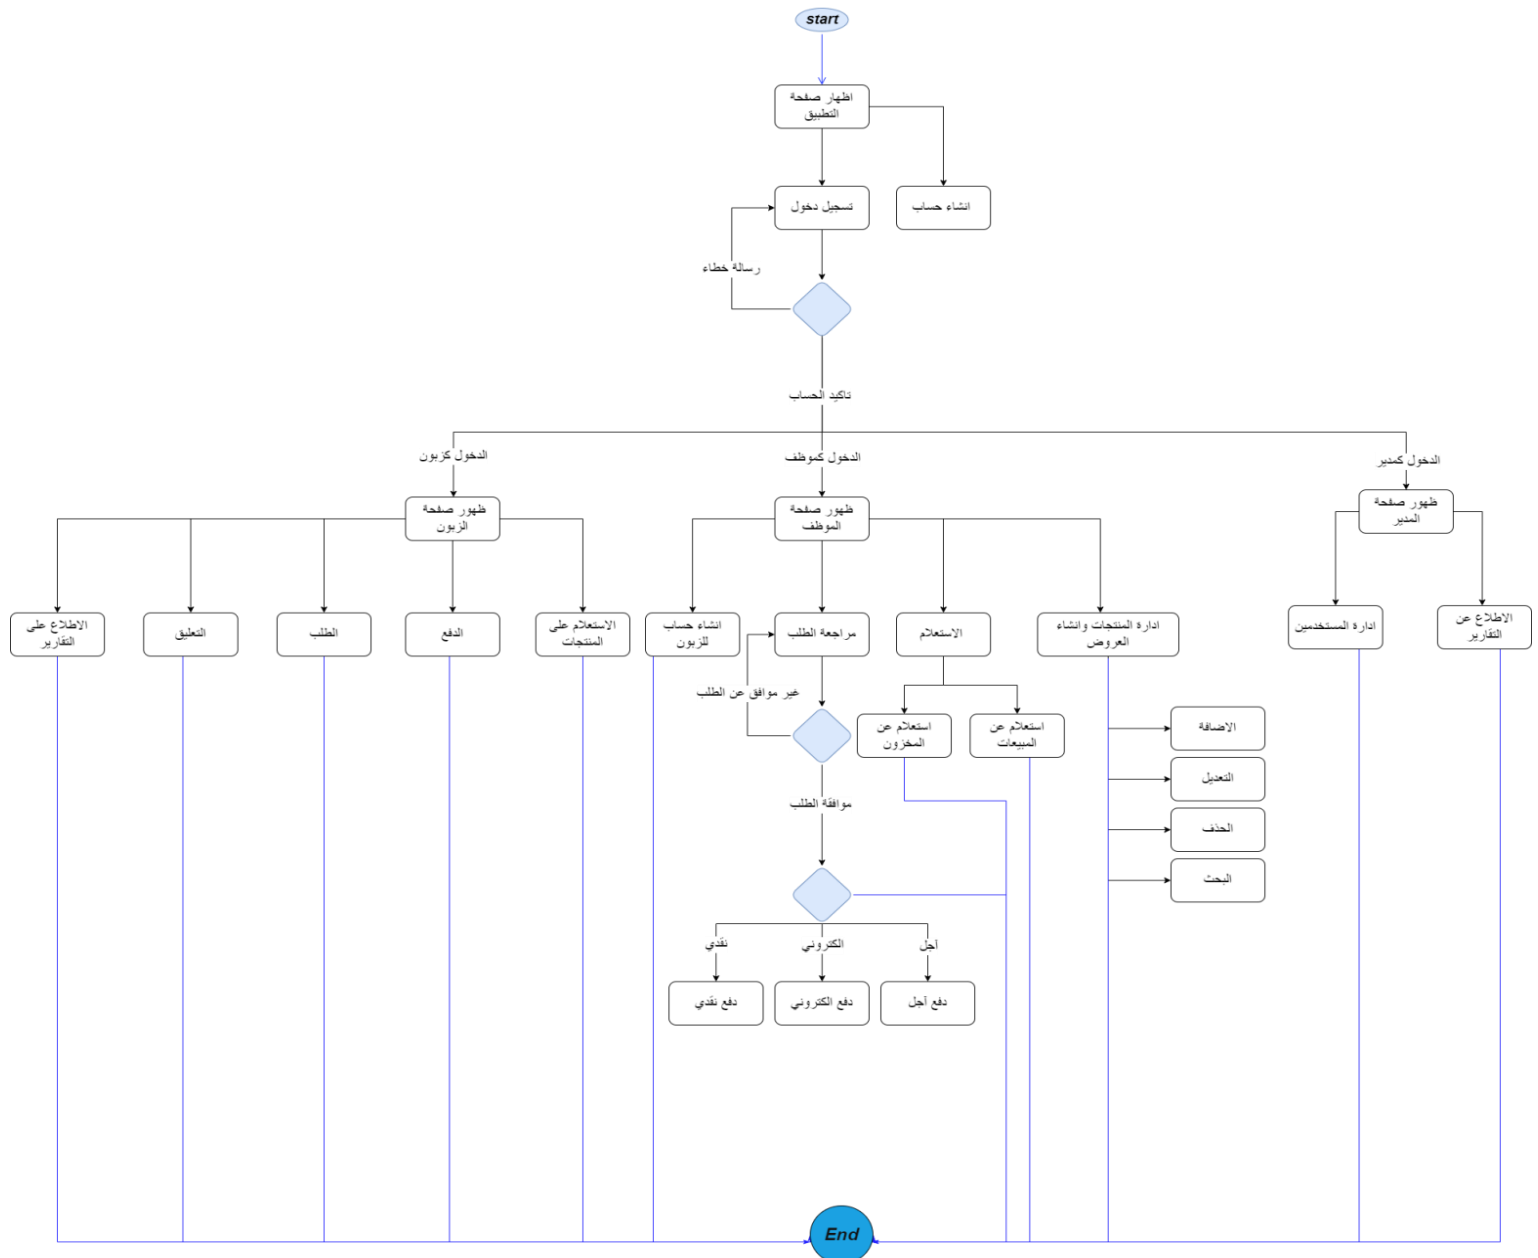 start
اظهار صفحة
التطبيق
تسجيل دخول
انشاء حساب
رسالة خطاء
تاكيد الحساب
الدخول كزبون
الدخول كموظف
الدخول كمدير
ظهور صفحة
الزبون
ظهور صفحة
الموظف
ظهور صفحة
المدير
الاطلاع على
التقارير
التعليق
الطلب
الدفع
الاستعلام على
المنتجات
انشاء حساب
للزبون
مراجعة الطلب
الاستعلام
ادارة المنتجات وانشاء
العروض
ادارة المستخدمين
الاطلاع عن
التقارير
غير موافق عن الطلب
استعلام عن
المخزون
استعلام عن
المبيعات
الاضافة
التعديل
الحذف
البحث
موافقة الطلب
نقدي
الكتروني
آجل
دفع نقدي
دفع الكتروني
دفع آجل
End